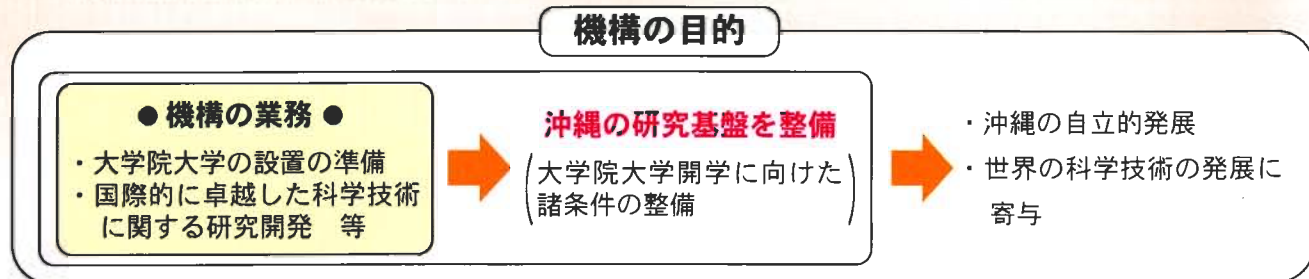 機構の目的
●機構の業務●
・大学院大学の設置の準備
・国際的に卓越した科学技術
に関する研究開発　等
沖縄の研究基盤を整備
(大学院大学開学に向けた
諸条件の整備)
・沖縄の自立的発展
・世界の科学技術の発展に
寄与